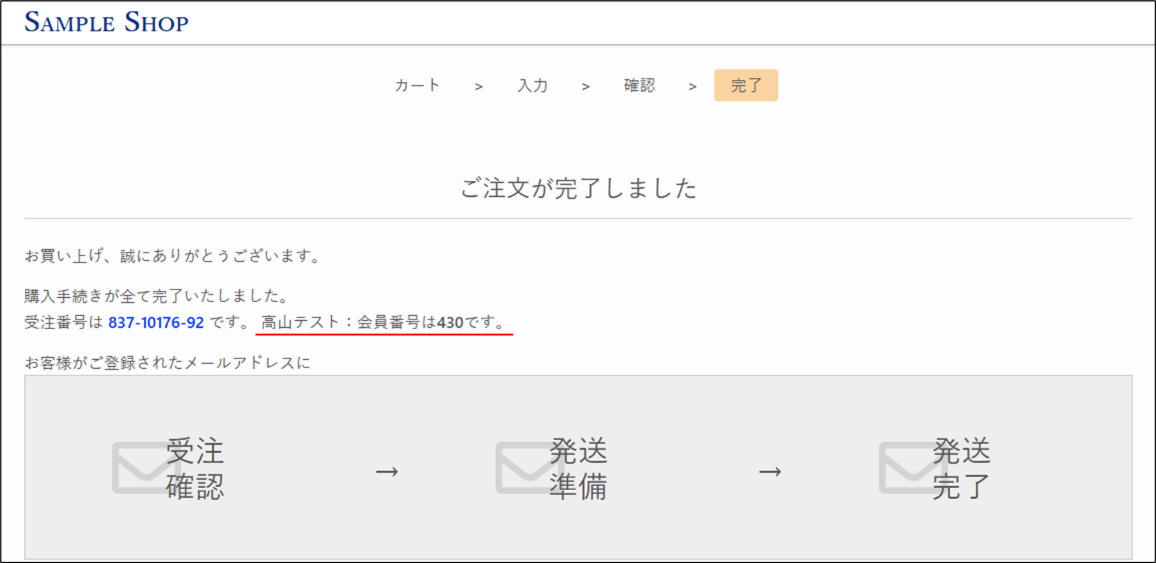 SAMPLE SHOP
カート > 入力 > 確認 > 完了
ご注文が完了しました
お買い上げ、誠にありがとうございます。
購入手続きが全て完了いたしました。
受注番号は 837-10176-92 です。 高山テスト：会員番号は430です。
お客様がご登録されたメールアドレスに
受注 → 発送 → 発送
確認 準備 完了